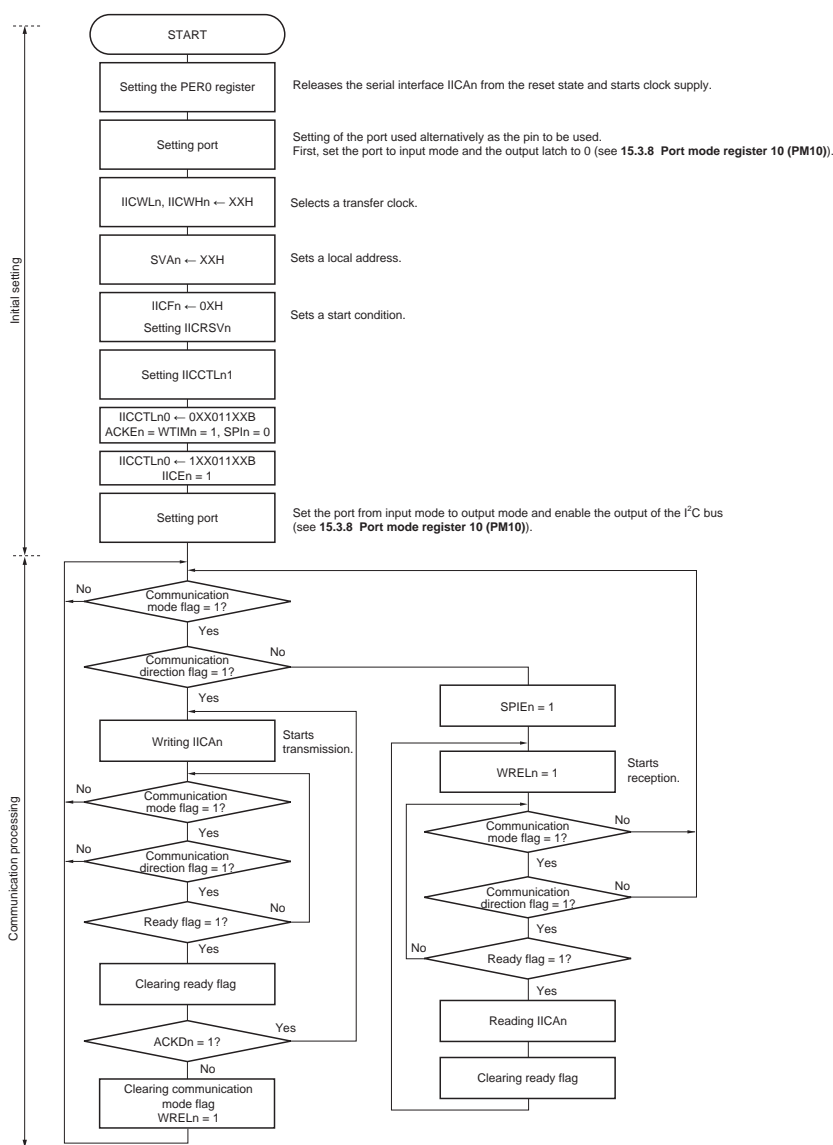 START
Setting the PER0 register
Releases the serial interface IICAn from the reset state and starts clock supply.
Setting port
Setting of the port used alternatively as the pin to be used.
First, set the port to input mode and the output latch to 0 (see 15.3.8 Port mode register 10 (PM10)).
IICWLn, IICWHn ← XXH
Selects a transfer clock.
SVAn ← XXH
Sets a local address.
IICFn ← 0XH
Setting IICRSVn
Sets a start condition.
Setting IICCTLn1
IICCTLn0 ← 0XX011XXB
ACKEn = WTIMn = 1, SPIn = 0
IICCTLn0 ← 1XX011XXB
IICEn = 1
Setting port
Set the port from input mode to output mode and enable the output of the I²C bus
(see 15.3.8 Port mode register 10 (PM10)).
Initial setting
Communication processing
No
Communication
mode flag = 1?
Yes
Communication
direction flag = 1?
No
Yes
Writing IICAn
Starts
transmission.
No
Communication
mode flag = 1?
Yes
No
Communication
direction flag = 1?
Yes
Ready flag = 1?
No
Yes
Clearing ready flag
ACKDn = 1?
Yes
No
Clearing communication
mode flag
WRELn = 1
SPIEn = 1
WRELn = 1
Starts
reception.
Communication
mode flag = 1?
No
Yes
Communication
direction flag = 1?
No
Yes
No
Ready flag = 1?
Yes
Reading IICAn
Clearing ready flag